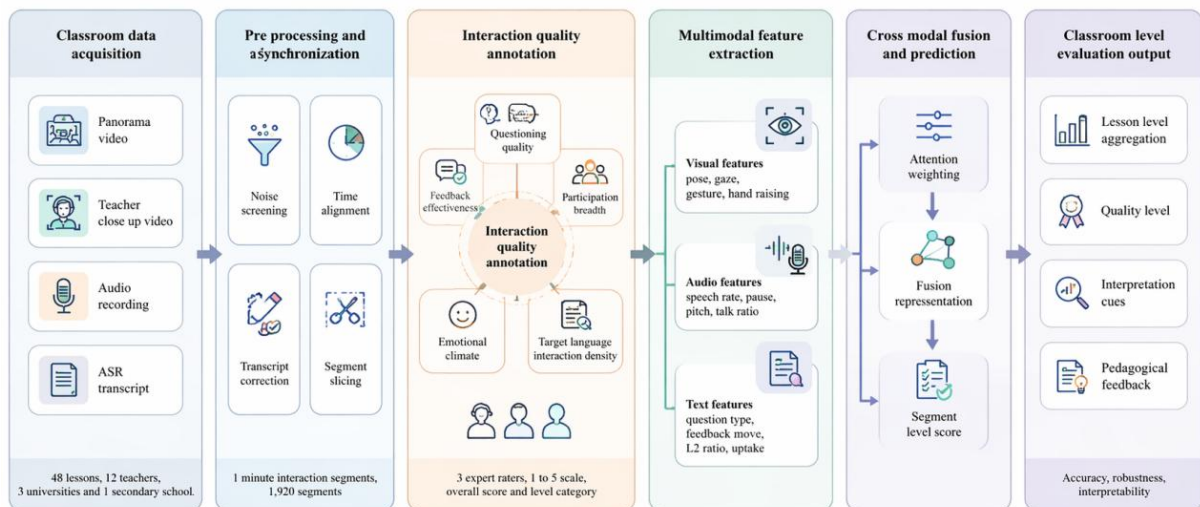 Classroom data
acquisition
Panorama
video
Teacher
close up video
Audio
recording
ASR
transcript
48 lessons, 12 teachers,
3 universities and 1 secondary school.
Pre processing and
asynchronization
Noise
screening
Time
alignment
Transcript
correction
Segment
slicing
1 minute interaction segments,
1,920 segments
Interaction quality
annotation
Questioning
quality
Feedback
effectiveness
Participation
breadth
Interaction
quality
annotation
Emotional
climate
Target language
interaction density
3 expert raters, 1 to 5 scale,
overall score and level category
Multimodal feature
extraction
Visual features
pose, gaze,
gesture, hand raising
Audio features
speech rate, pause,
pitch, talk ratio
Text features
question type,
feedback move,
L2 ratio, uptake
Cross modal fusion
and prediction
Attention
weighting
Fusion
representation
Segment
level score
Classroom level
evaluation output
Lesson level
aggregation
Quality level
Interpretation
cues
Pedagogical
feedback
Accuracy, robustness,
interpretability